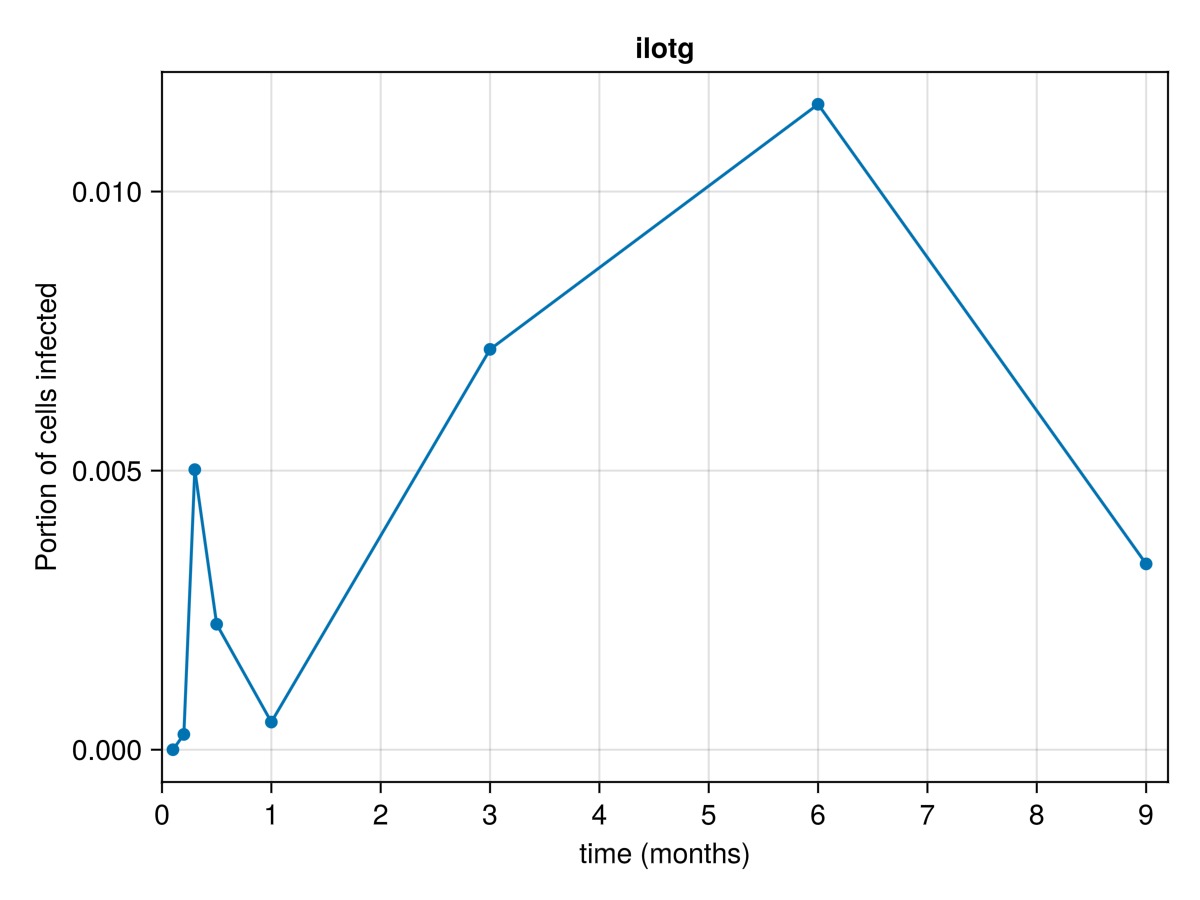 ilotg
Portion of cells infected
0.010
0.005
0.000
0 1 2 3 4 5 6 7 8 9
time (months)